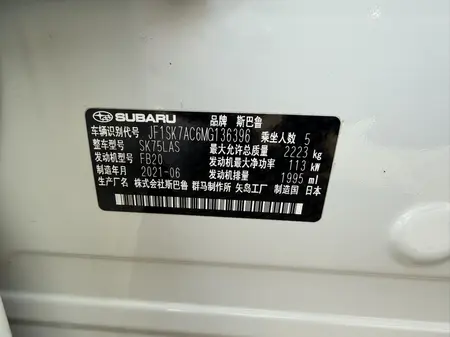 SUBARU 品牌 斯巴鲁
车辆识别代号 JF1SK7AC6MG136396 乘坐人数 5
整车型号 SK75LAS 最大允许总质量 2223 kg
发动机型号 FB20 发动机最大净功率 113 kW
制造年月 2021-06 发动机排量 1995 ml
生产厂名 株式会社斯巴鲁 群马制作所 矢岛工厂 制造国 日本